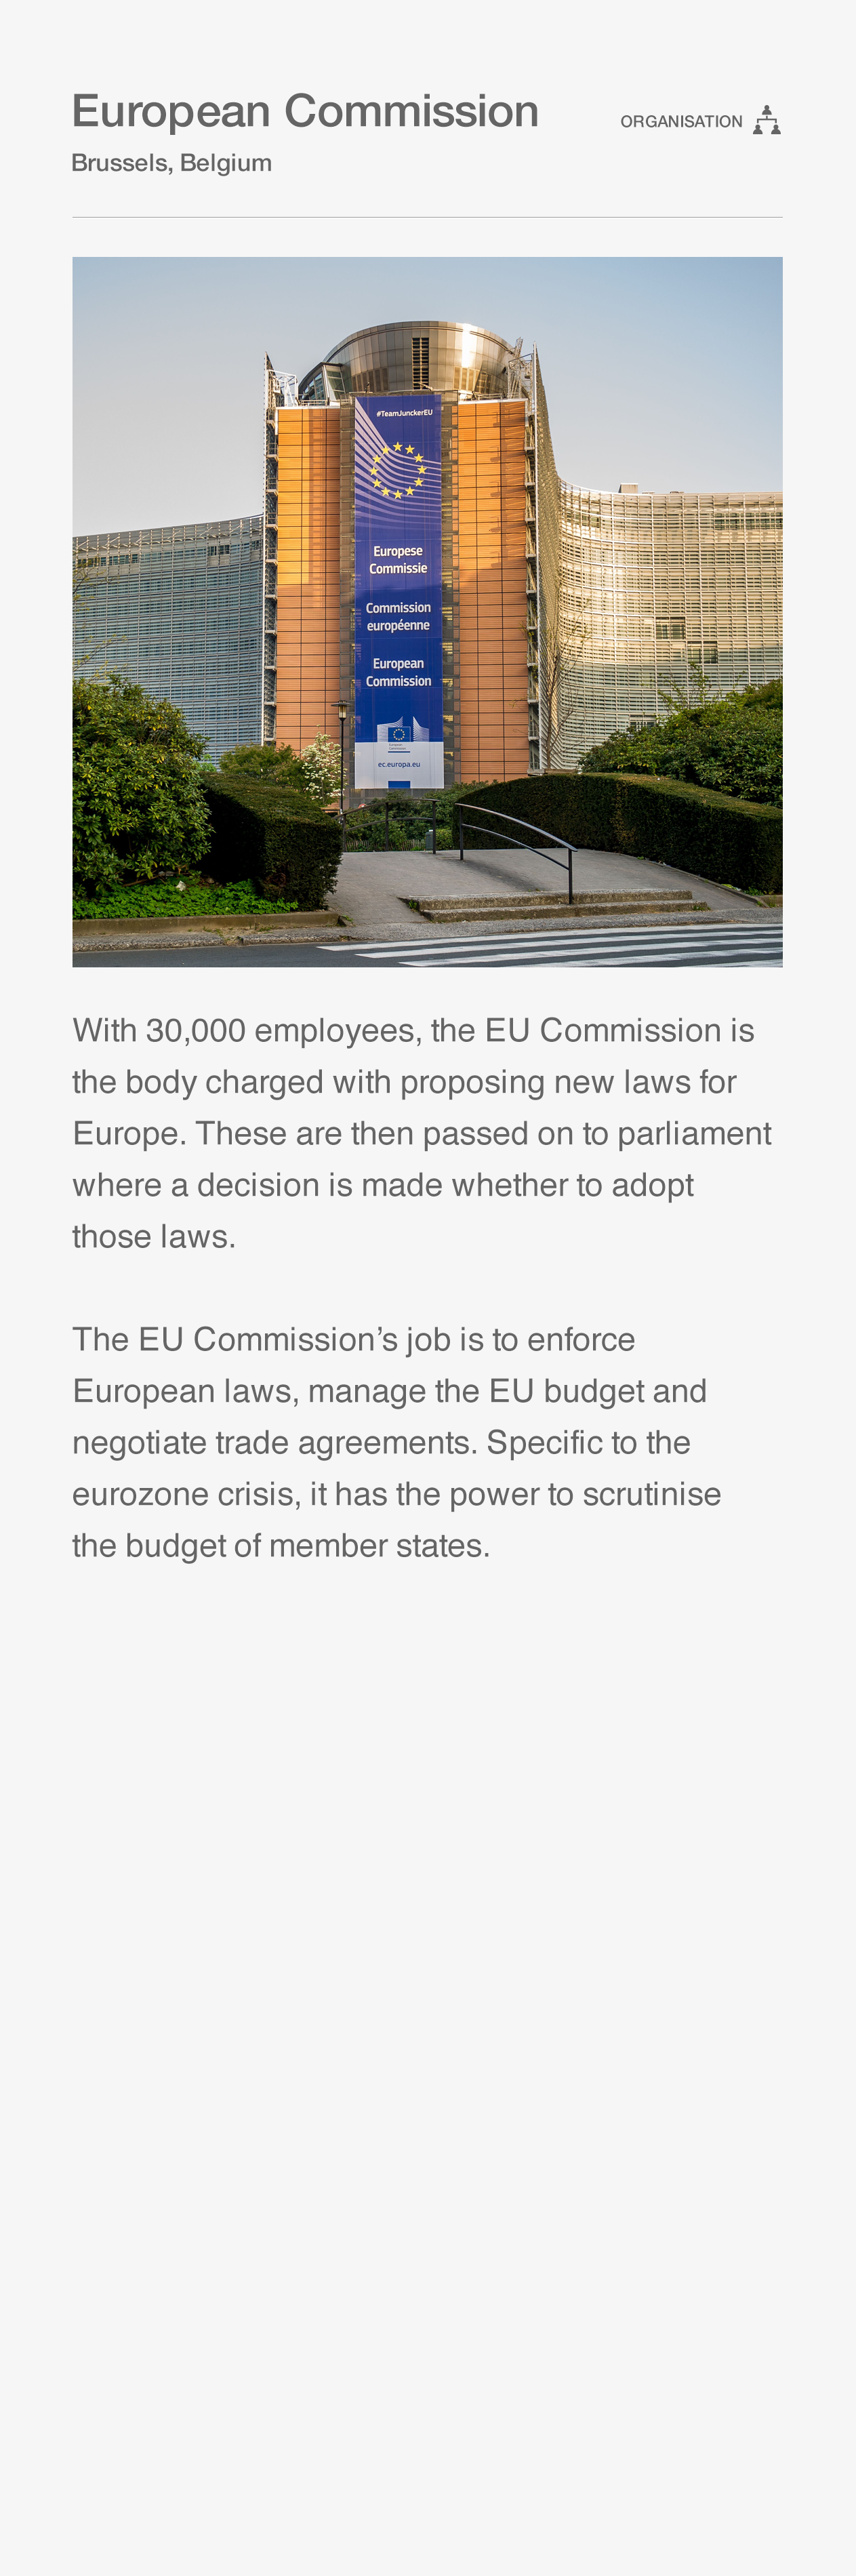 European Commission
ORGANISATION
Brussels, Belgium
#TeamJunckerEU
Europese
Commissie
Commission
européenne
European
Commission
European
Commission
ec.europa.eu
With 30,000 employees, the EU Commission is
the body charged with proposing new laws for
Europe. These are then passed on to parliament
where a decision is made whether to adopt
those laws.
The EU Commission’s job is to enforce
European laws, manage the EU budget and
negotiate trade agreements. Specific to the
eurozone crisis, it has the power to scrutinise
the budget of member states.